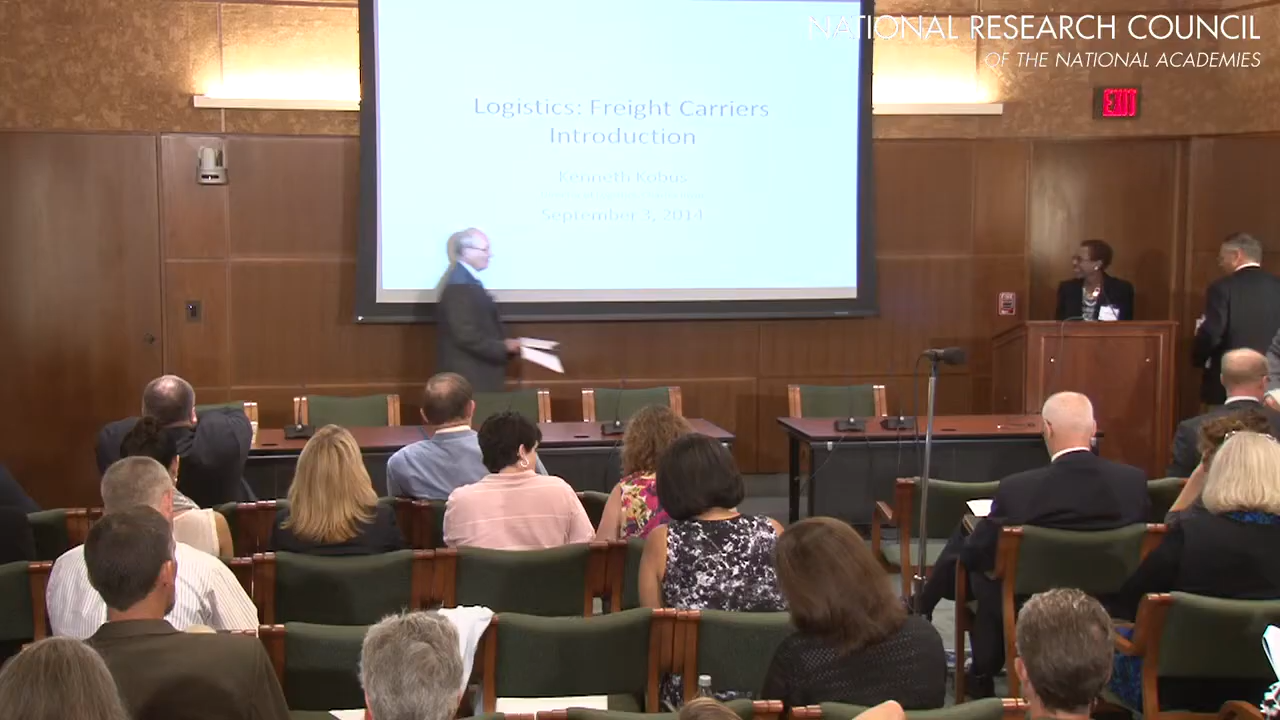 NATIONAL RESEARCH COUNCIL
OF THE NATIONAL ACADEMIES
Logistics: Freight Carriers
Introduction
Kenneth Kobus
September 3, 2014
EXIT